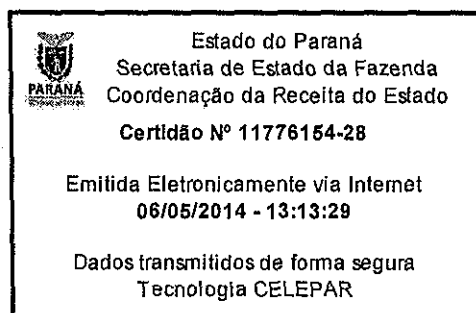 Estado do Paraná
Secretaria de Estado da Fazenda
PARANÁ
Coordenação da Receita do Estado
Certidão Nº 11776154-28
Emitida Eletronicamente via Internet
06/05/2014 - 13:13:29
Dados transmitidos de forma segura
Tecnologia CELEPAR